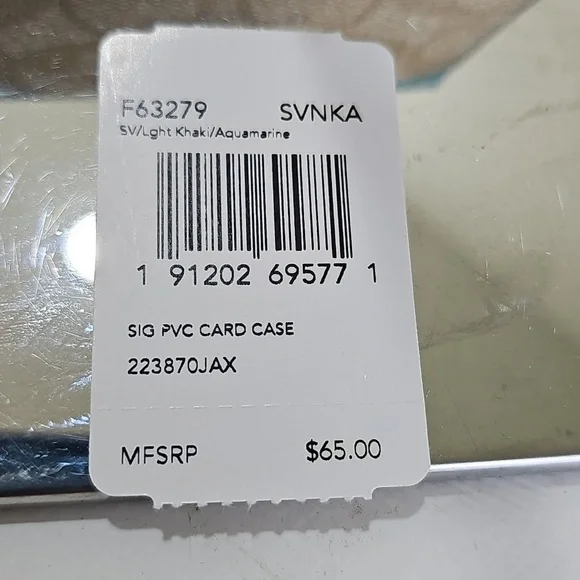 F63279 SVNKA
SV/Lght Khaki/Aquamarine
1 91202 69577 1
SIG PVC CARD CASE
223870JAX
MFSRP $65.00